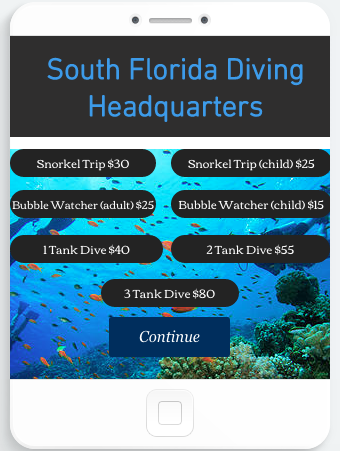 South Florida Diving
Headquarters
Snorkel Trip $30
Snorkel Trip (child) $25
Bubble Watcher (adult) $25
Bubble Watcher (child) $15
1 Tank Dive $40
2 Tank Dive $55
3 Tank Dive $80
Continue